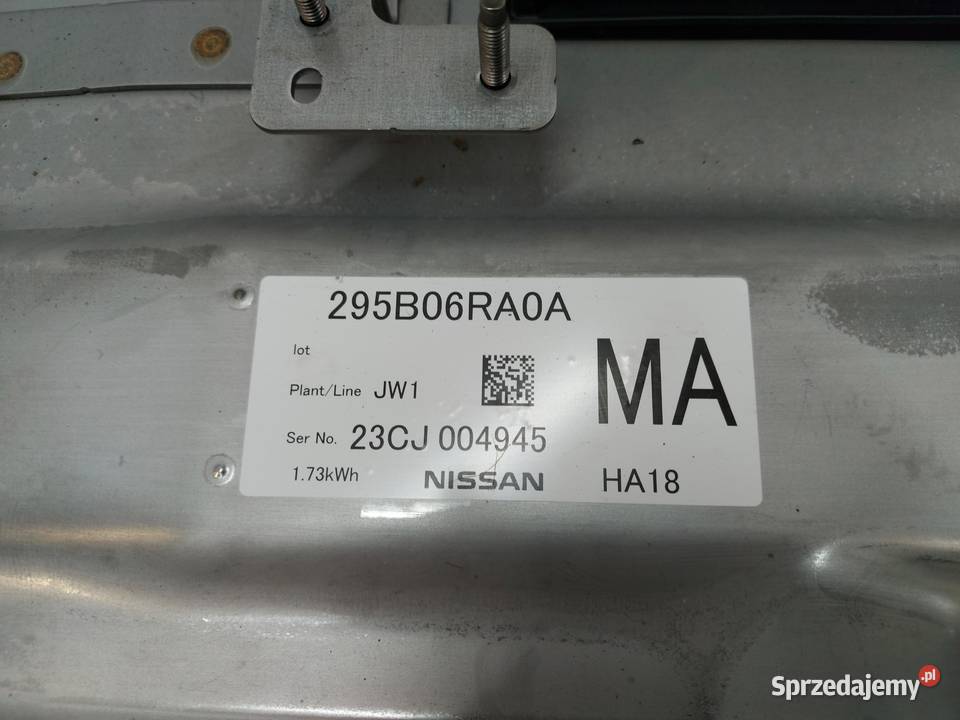 295B06RA0A
lot
Plant/Line JW1
MA
Ser No. 23CJ 004945
1.73kWh NISSAN HA18
Sprzedajemy.pl